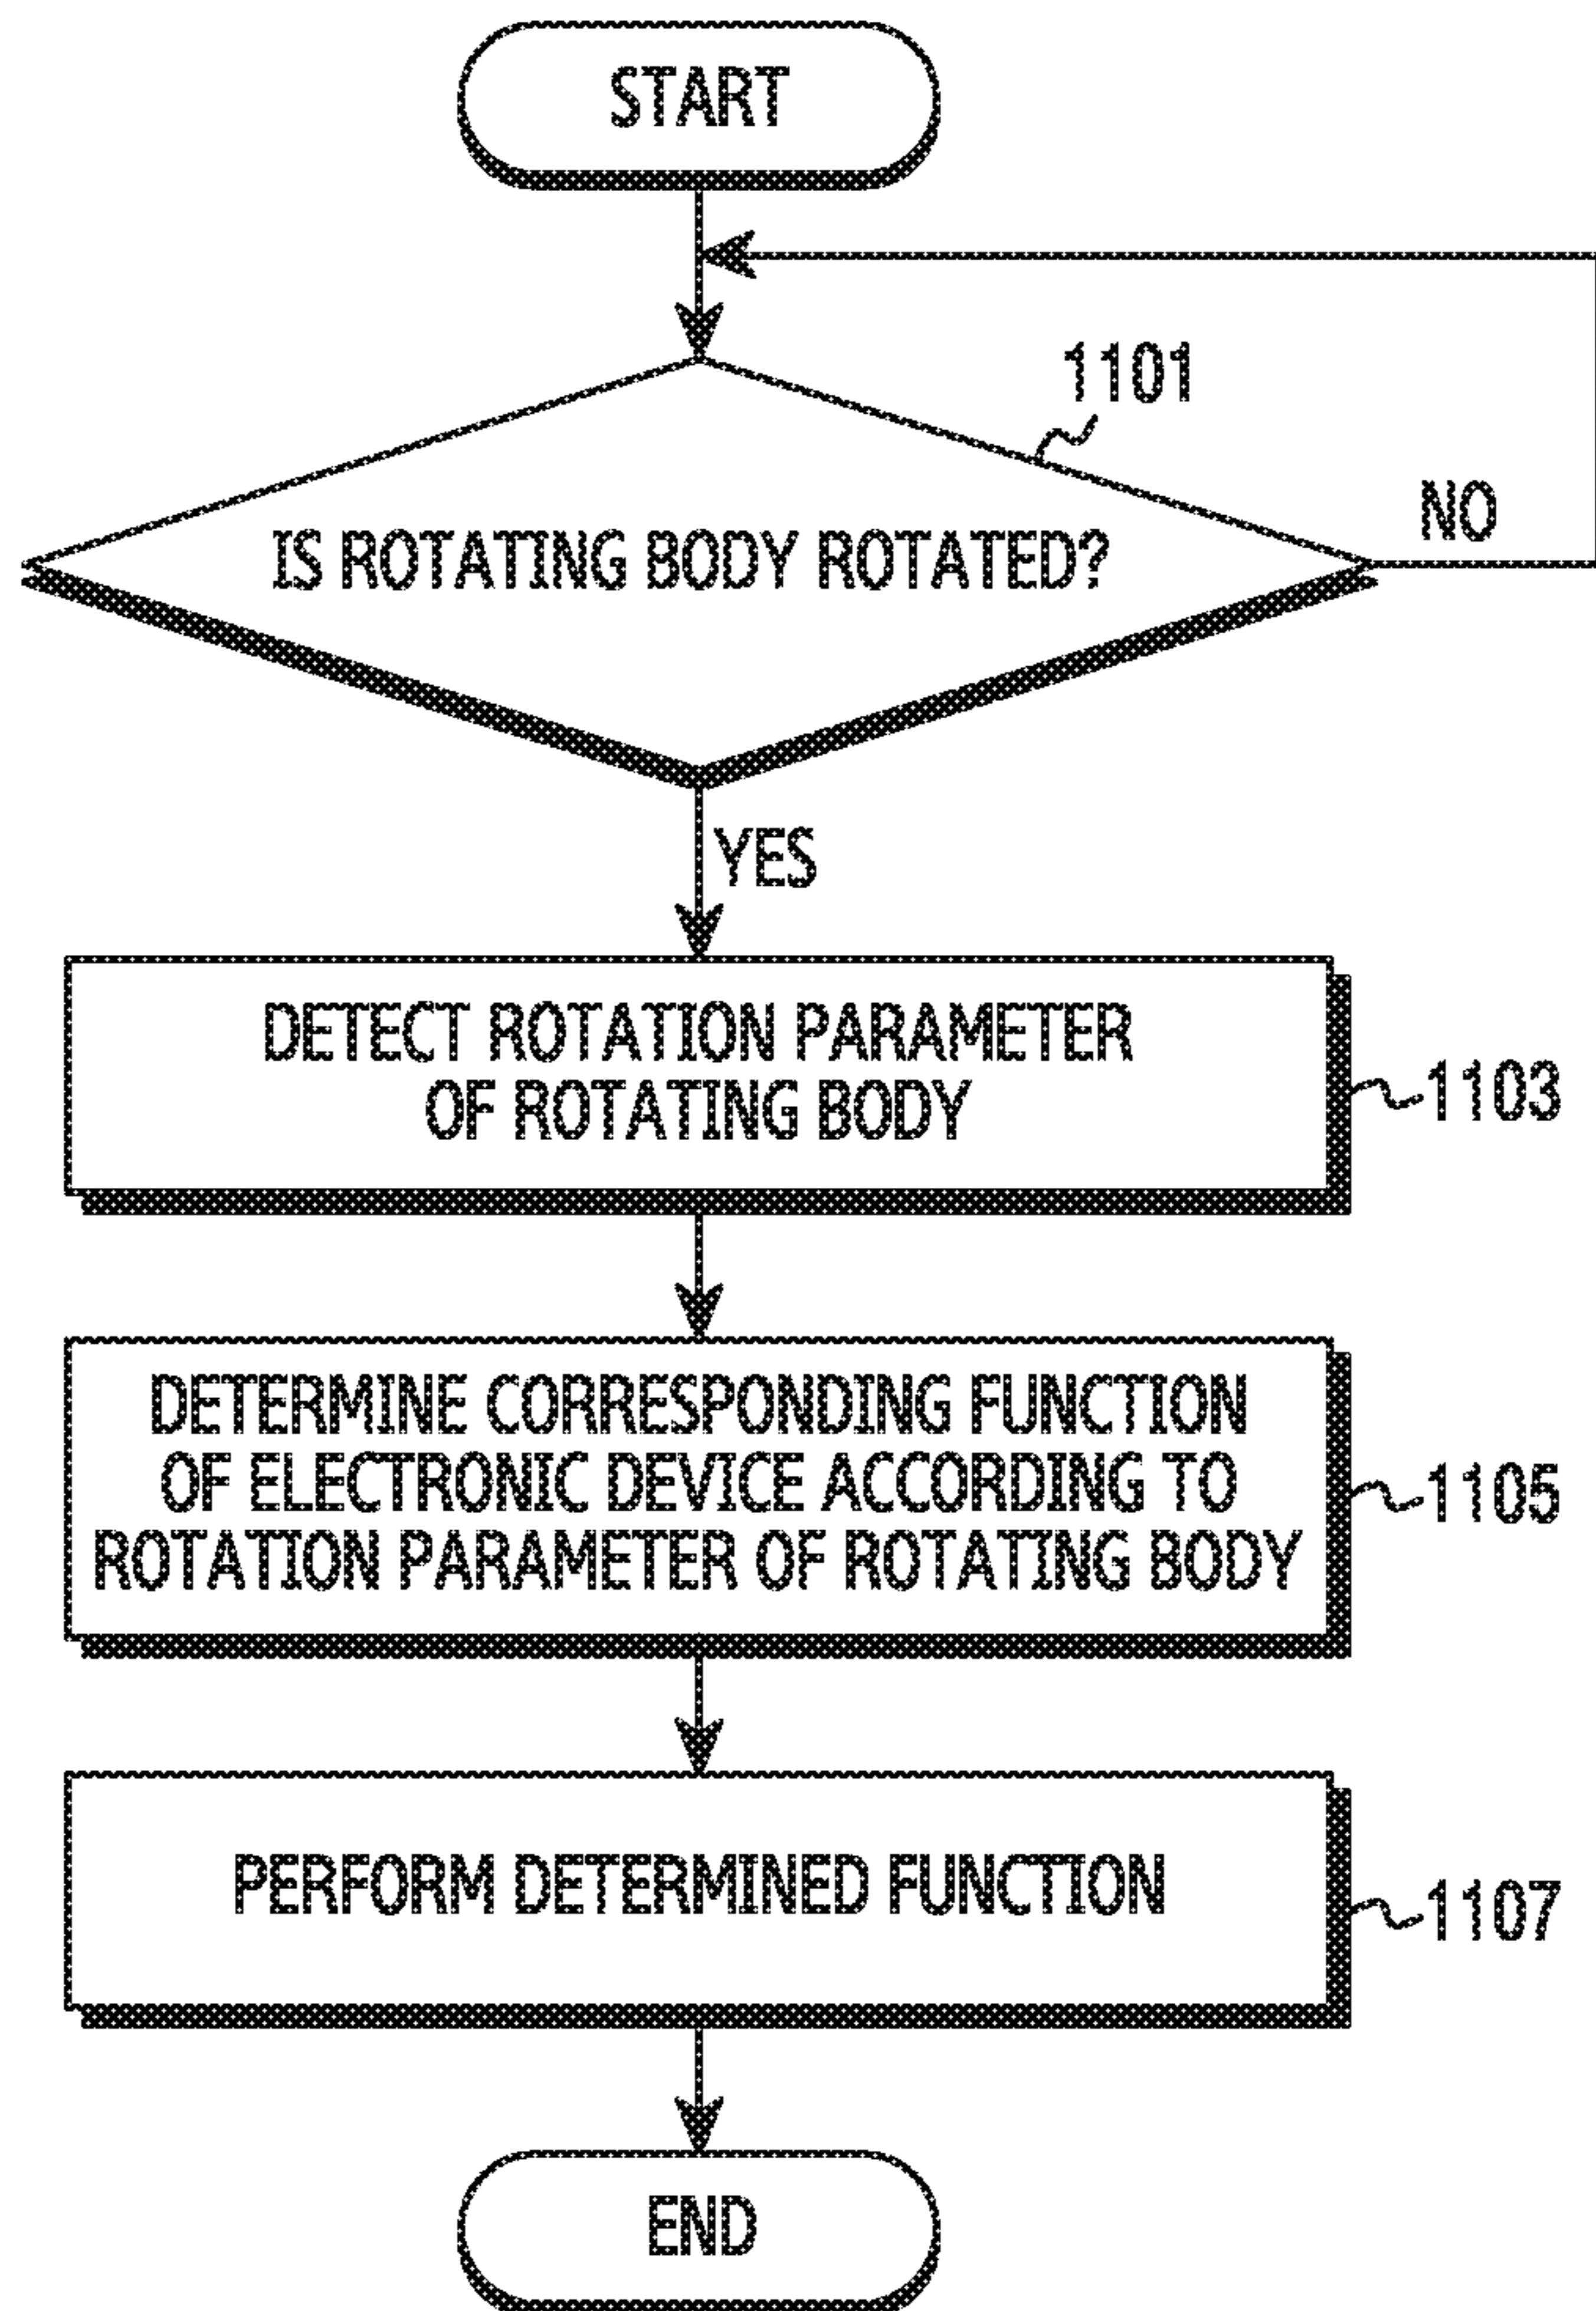 START
1101
IS ROTATING BODY ROTATED?
NO
YES
DETECT ROTATION PARAMETER
OF ROTATING BODY
1103
DETERMINE CORRESPONDING FUNCTION
OF ELECTRONIC DEVICE ACCORDING TO
ROTATION PARAMETER OF ROTATING BODY
1105
PERFORM DETERMINED FUNCTION
1107
END